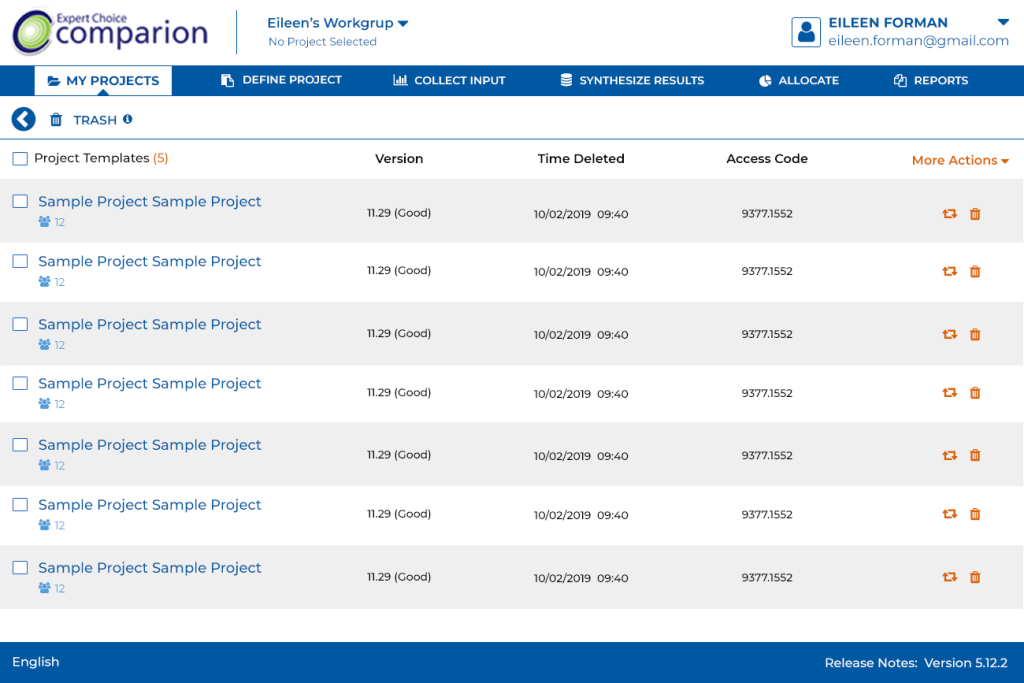 Expert Choice
comparion
Eileen's Workgrup
No Project Selected
EILEEN FORMAN
eileen.forman@gmail.com
MY PROJECTS
DEFINE PROJECT
COLLECT INPUT
SYNTHESIZE RESULTS
ALLOCATE
REPORTS
TRASH
Project Templates (5) Version Time Deleted Access Code More Actions
Sample Project Sample Project
12
11.29 (Good) 10/02/2019 09:40 9377.1552
Sample Project Sample Project
12
11.29 (Good) 10/02/2019 09:40 9377.1552
Sample Project Sample Project
12
11.29 (Good) 10/02/2019 09:40 9377.1552
Sample Project Sample Project
12
11.29 (Good) 10/02/2019 09:40 9377.1552
Sample Project Sample Project
12
11.29 (Good) 10/02/2019 09:40 9377.1552
Sample Project Sample Project
12
11.29 (Good) 10/02/2019 09:40 9377.1552
Sample Project Sample Project
12
11.29 (Good) 10/02/2019 09:40 9377.1552
English
Release Notes: Version 5.12.2